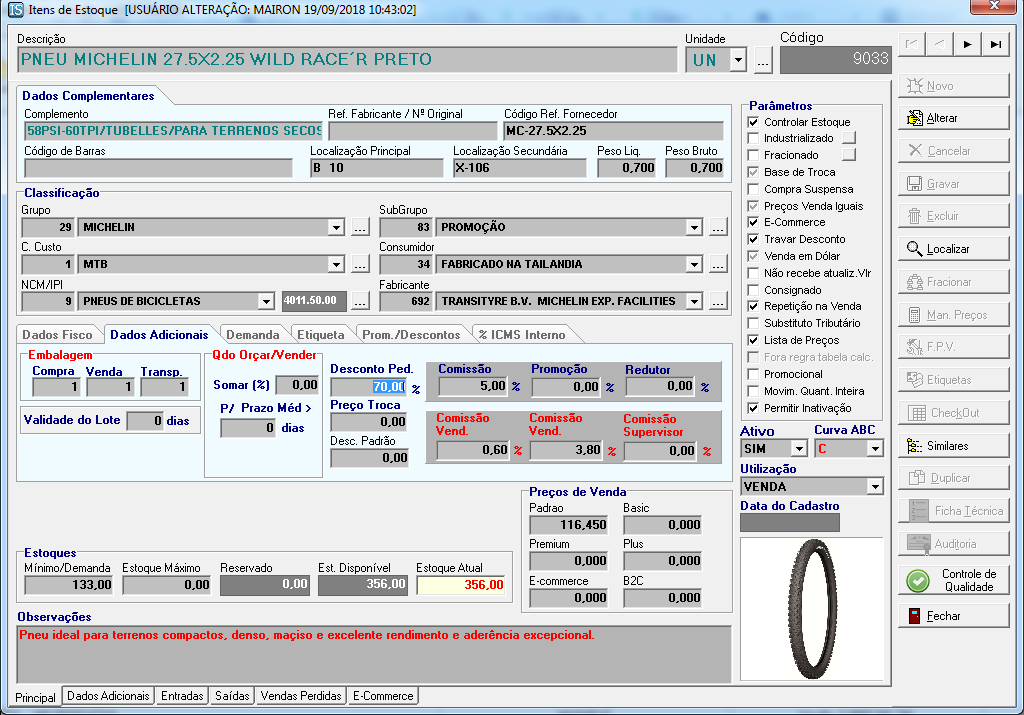 Itens de Estoque [USUÁRIO ALTERAÇÃO: MAIRON 19/09/2018 10:43:02]
Descrição Unidade Código
PNEU MICHELIN 27.5X2.25 WILD RACE´R PRETO UN ... 9033
Dados Complementares
Complemento Ref. Fabricante / Nº Original Código Ref. Fornecedor
58PSI-60TPI/TUBELLES/PARA TERRENOS SECOS MC-27.5X2.25
Código de Barras Localização Principal Localização Secundária Peso Liq. Peso Bruto
B 10 X-106 0,700 0,700
Classificação
Grupo SubGrupo
29 MICHELIN ... 83 PROMOÇÃO ...
C. Custo Consumidor
1 MTB ... 34 FABRICADO NA TAILANDIA ...
NCM/IPI Fabricante
9 PNEUS DE BICICLETAS 4011.50.00 ... 692 TRANSITYRE B.V. MICHELIN EXP. FACILITIES ...
Dados Fisco Dados Adicionais Demanda Etiqueta Prom./Descontos % ICMS Interno
Embalagem
Compra Venda Transp.
1 1 1
Validade do Lote 0 dias
Qdo Orçar/Vender
Somar (%) 0,00
P/ Prazo Méd >
0 dias
Desconto Ped.
70,00 %
Preço Troca
0,00
Desc. Padrão
0,00
Comissão Promoção Redutor
5,00 % 0,00 % 0,00 %
Comissão Vend. Comissão Vend. Comissão Supervisor
0,60 % 3,80 % 0,00 %
Preços de Venda
Padrao Basic
116,450 0,000
Premium Plus
0,000 0,000
E-commerce B2C
0,000 0,000
Estoques
Mínimo/Demanda Estoque Máximo Reservado Est. Disponível Estoque Atual
133,00 0,00 0,00 356,00 356,00
Observações
Pneu ideal para terrenos compactos, denso, maçiso e excelente rendimento e aderência excepcional.
Principal Dados Adicionais Entradas Saídas Vendas Perdidas E-Commerce
Parâmetros
Controlar Estoque
Industrializado
Fracionado
Base de Troca
Compra Suspensa
Preços Venda Iguais
E-Commerce
Travar Desconto
Venda em Dólar
Não recebe atualiz.Vlr
Consignado
Repetição na Venda
Substituto Tributário
Lista de Preços
Fora regra tabela calc.
Promocional
Movim. Quant. Inteira
Permitir Inativação
Ativo Curva ABC
SIM C
Utilização
VENDA
Data do Cadastro
Novo
Alterar
Cancelar
Gravar
Excluir
Localizar
Fracionar
Man. Preços
F.P.V.
Etiquetas
CheckOut
Similares
Duplicar
Ficha Técnica
Auditoria
Controle de
Qualidade
Fechar